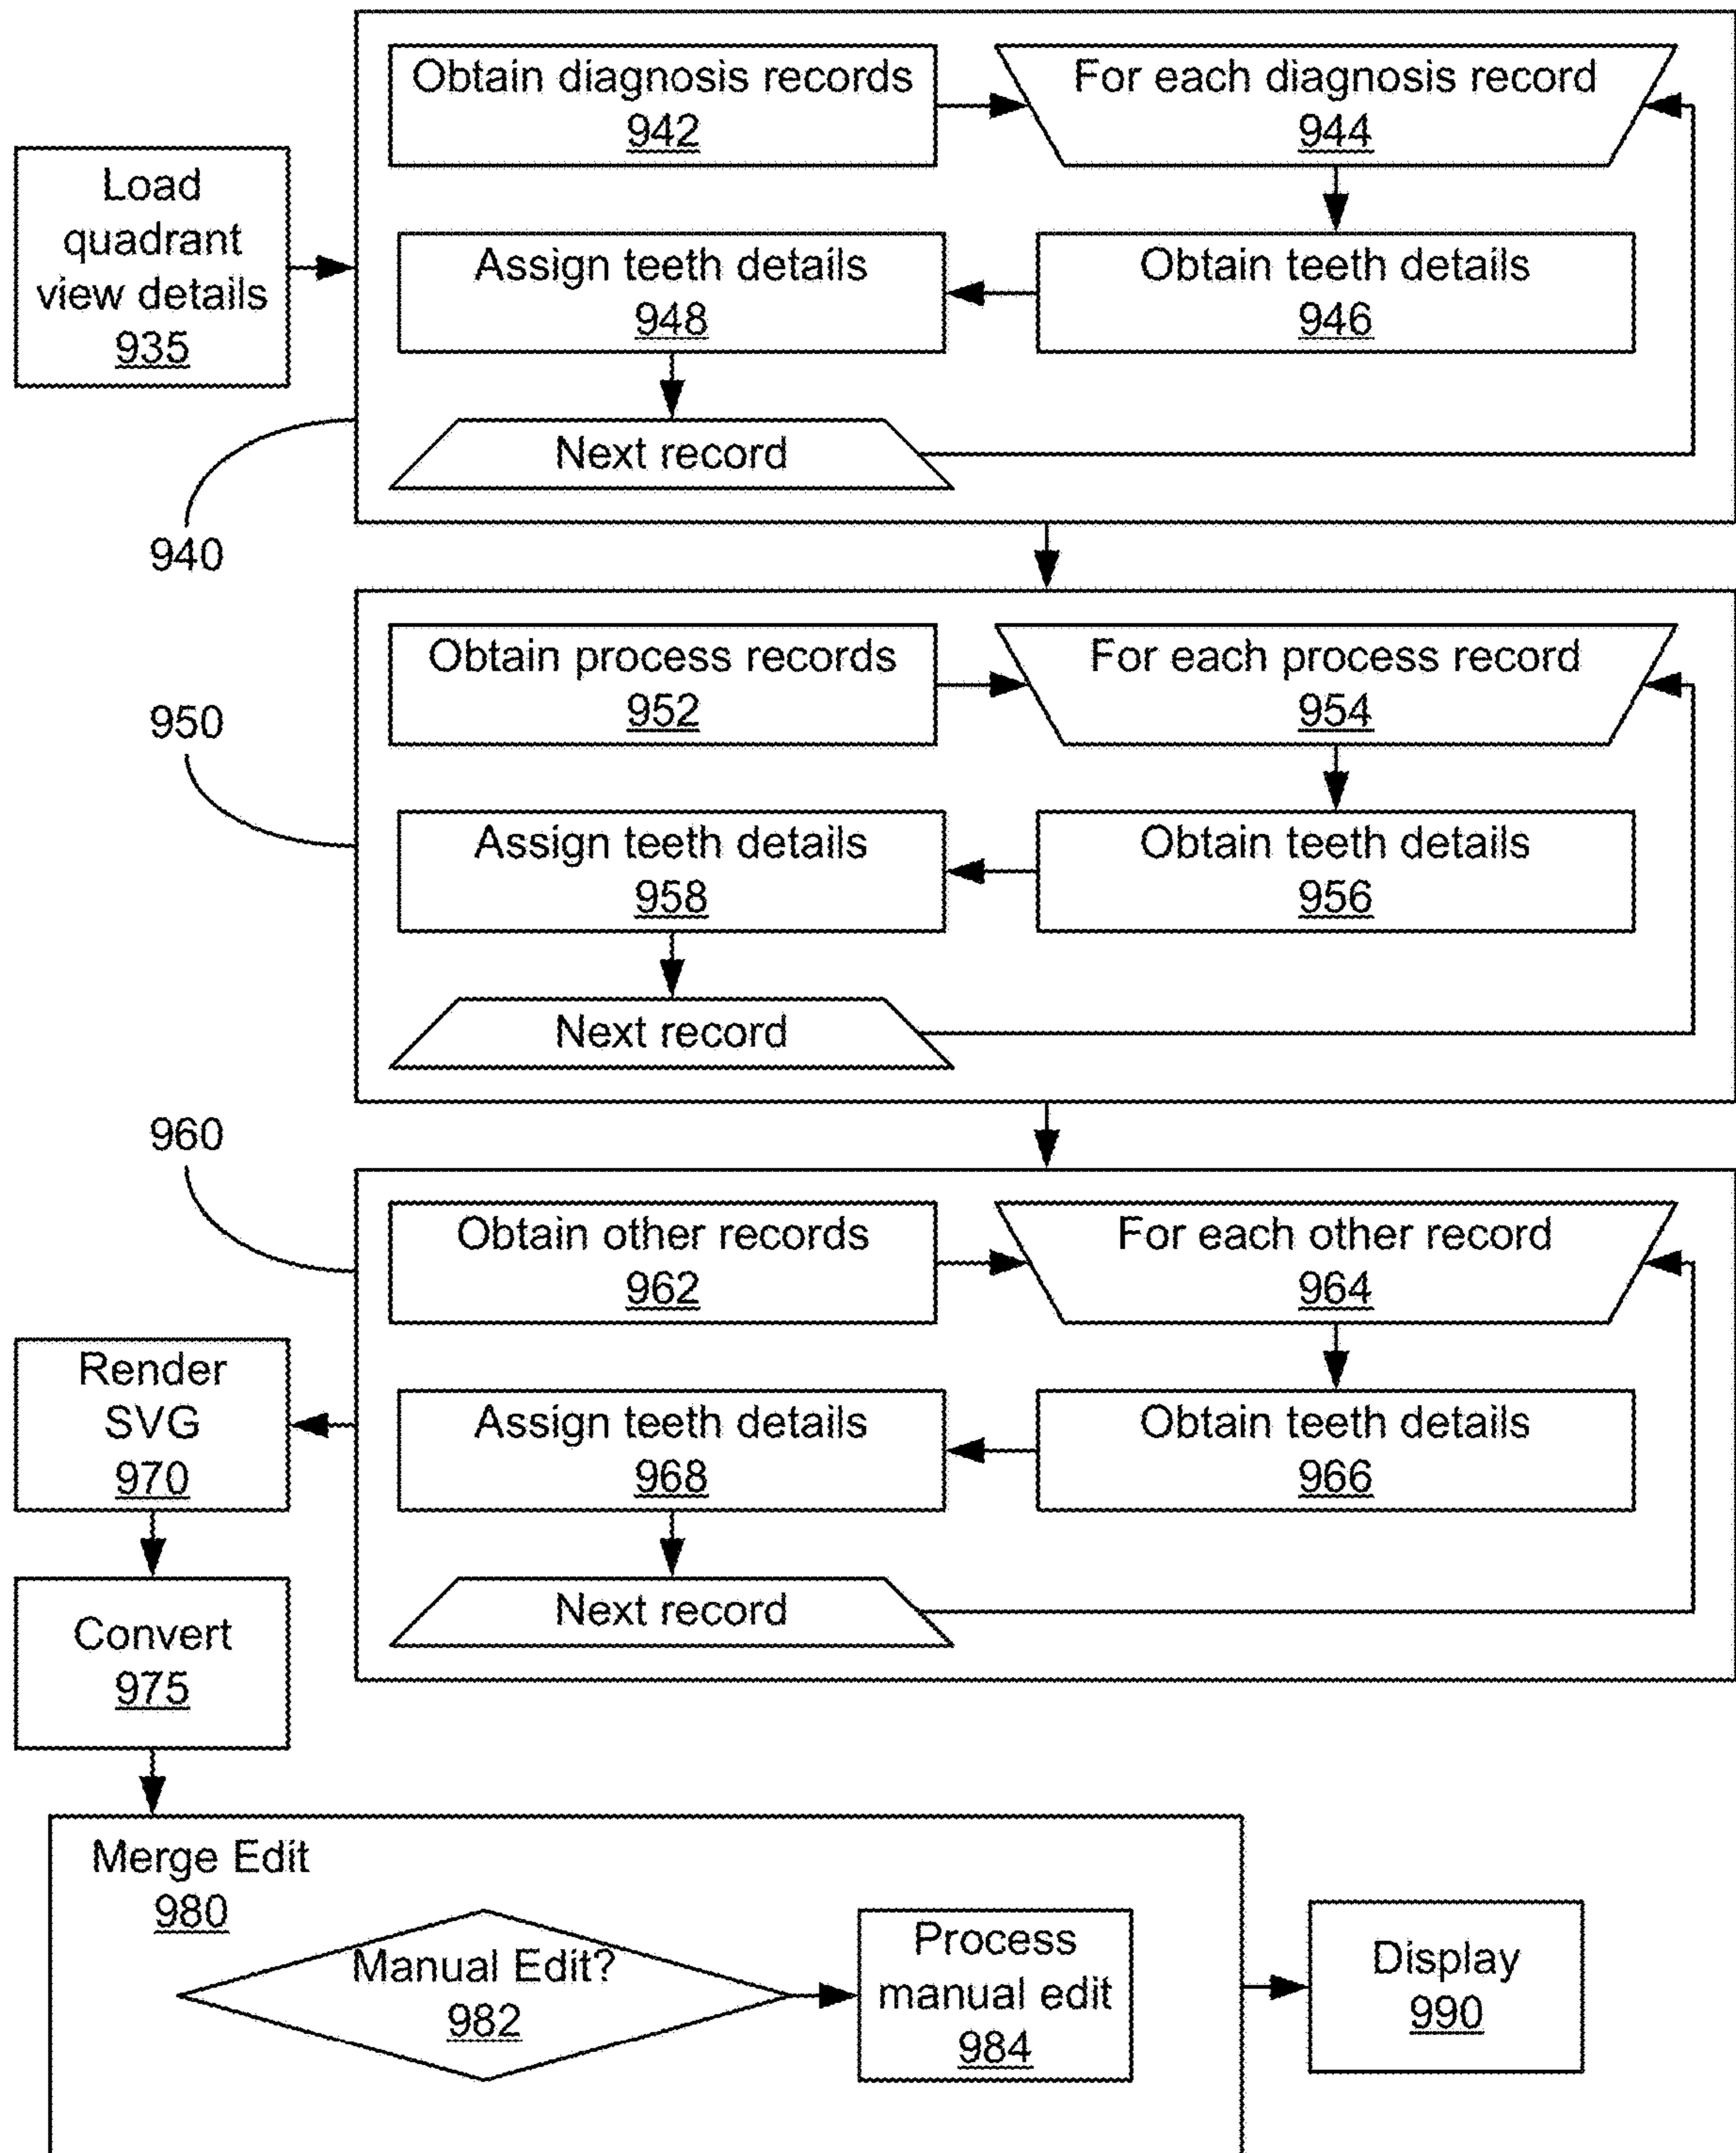 Obtain diagnosis records
942
For each diagnosis record
944
Load
quadrant
view details
935
Assign teeth details
948
Obtain teeth details
946
Next record
940
Obtain process records
952
For each process record
954
950
Assign teeth details
958
Obtain teeth details
956
Next record
960
Obtain other records
962
For each other record
964
Render
SVG
970
Assign teeth details
968
Obtain teeth details
966
Next record
Convert
975
Merge Edit
980
Manual Edit?
982
Process
manual edit
984
Display
990